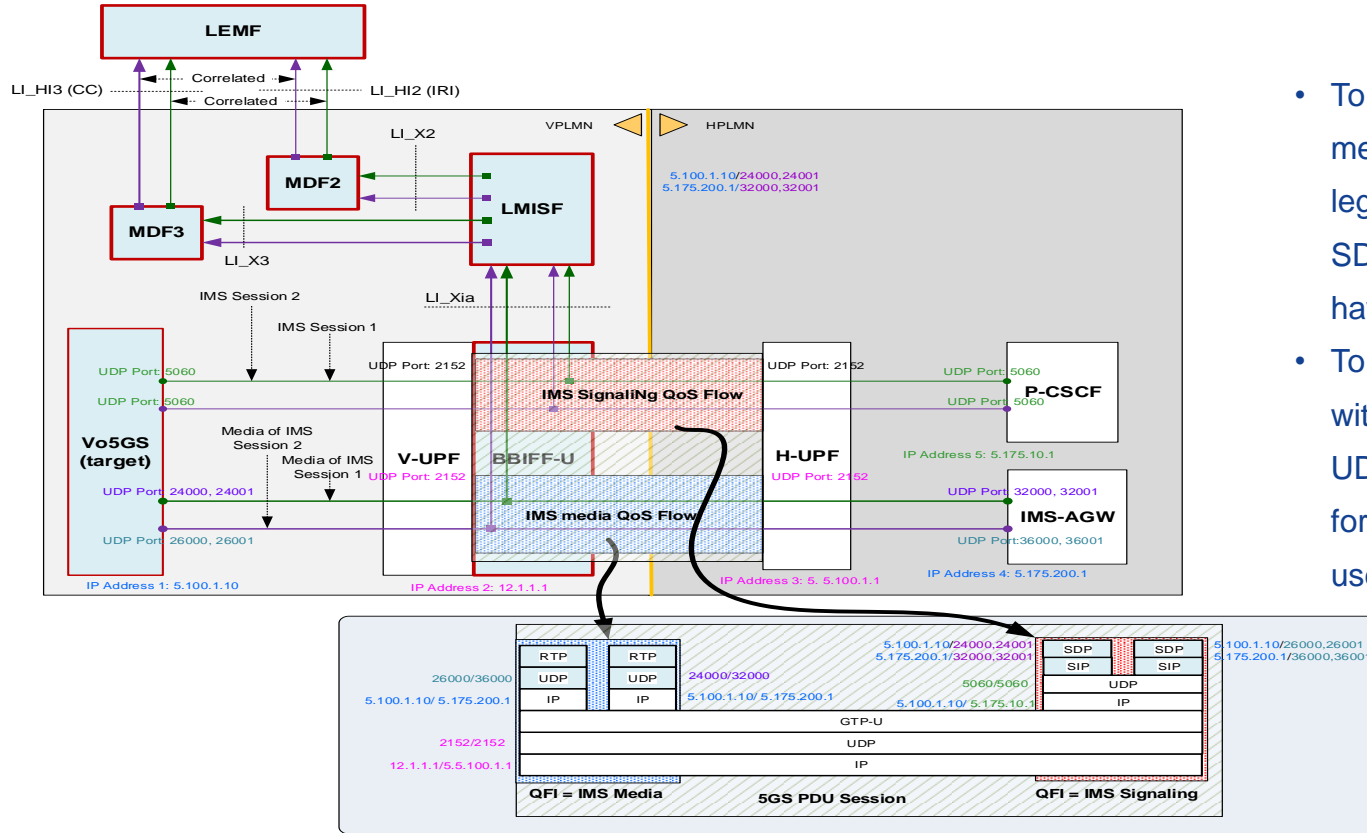 LEMF
LI_HI3 (CC)
Correlated
Correlated
LI_HI2 (IRI)
VPLMN
HPLMN
LI_X2
MDF2
LMISF
5.100.1.10/24000,24001
5.175.200.1/32000,32001
MDF3
LI_X3
IMS Session 2
LI_Xia
IMS Session 1
UDP Port: 2152
UDP Port: 2152
UDP Port: 5060
UDP Port: 5060
IMS SignaliNg QoS Flow
P-CSCF
UDP Port: 5060
UDP Port: 5060
Vo5GS
(target)
Media of IMS
Session 2
Media of IMS
Session 1
V-UPF
BBIFF-U
H-UPF
IP Address 5: 5.175.10.1
UDP Port: 2152
UDP Port: 2152
UDP Port: 24000, 24001
UDP Port: 32000, 32001
IMS media QoS Flow
IMS-AGW
UDP Port: 26000, 26001
UDP Port:36000, 36001
IP Address 1: 5.100.1.10
IP Address 2: 12.1.1.1
IP Address 3: 5. 5.100.1.1
IP Address 4: 5.175.200.1
• To
me
leg
SD
ha
• To
wit
UD
for
use
RTP
RTP
5.100.1.10/24000,24001
5.175.200.1/32000,32001
SDP
SDP
5.100.1.10/26000,26001
5.175.200.1/36000,36001
26000/36000
UDP
UDP
24000/32000
SIP
SIP
5060/5060
UDP
5.100.1.10/ 5.175.200.1
IP
IP
5.100.1.10/ 5.175.200.1
5.100.1.10/ 5.175.10.1
IP
GTP-U
2152/2152
UDP
12.1.1.1/5.5.100.1.1
IP
QFI = IMS Media
5GS PDU Session
QFI = IMS Signaling